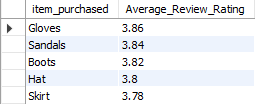 item_purchased Average_Review_Rating
Gloves 3.86
Sandals 3.84
Boots 3.82
Hat 3.8
Skirt 3.78